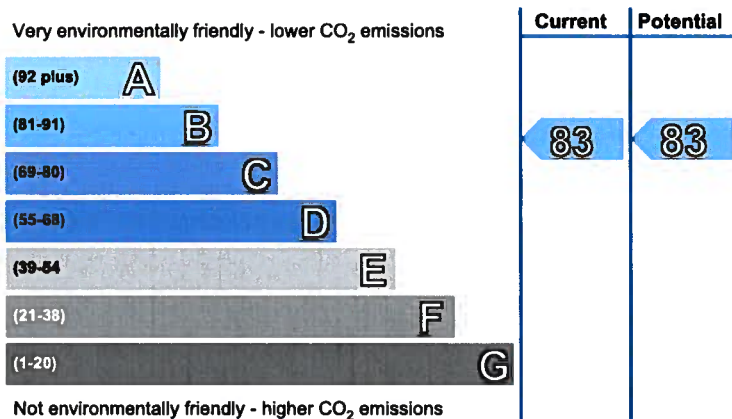 Very environmentally friendly - lower CO₂ emissions
Current
Potential
(92 plus) A
(81-91) B
83
83
(69-80) C
(55-68) D
(39-54 E
(21-38) F
(1-20) G
Not environmentally friendly - higher CO₂ emissions